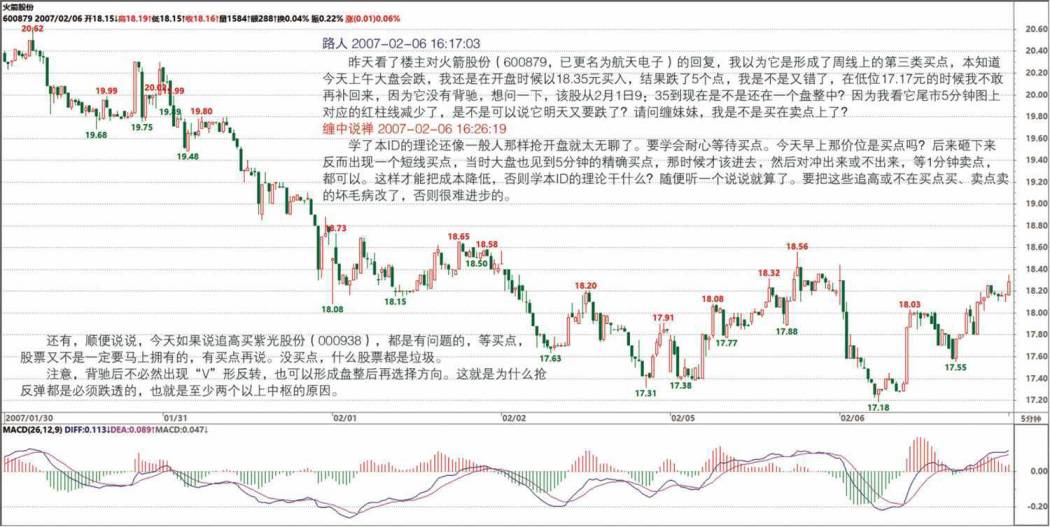 火箭股份
600879 2007/02/06 开18.15↓高18.19↑低18.15↑收18.16↑量1584↑额288↑换0.04% 振0.22% 涨(0.01)0.06%
20.62
20.60
20.40
20.20
20.00
19.80
19.60
19.40
19.20
19.00
18.80
18.60
18.40
18.20
18.00
17.80
17.60
17.40
17.20
路人 2007-02-06 16:17:03
昨天看了楼主对火箭股份（600879，已更名为航天电子）的回复，我以为它是形成了周线上的第三类买点，本知道
今天上午大盘会跌，我还是在开盘时候以18.35元买入，结果跌了5个点，我是不是又错了，在低位17.17元的时候我不敢
再补回来，因为它没有背驰，想问一下，该股从2月1日9；35到现在是不是还在一个盘整中？因为我看它尾市5分钟图上
对应的红柱线减少了，是不是可以说它明天又要跌了？请问缠妹妹，我是不是买在卖点上了？
缠中说禅 2007-02-06 16:26:19
学了本ID的理论还像一般人那样抢开盘就太无聊了。要学会耐心等待买点。今天早上那价位是买点吗？后来砸下来
反而出现一个短线买点，当时大盘也见到5分钟的精确买点，那时候才该进去，然后对冲出来或不出来，等1分钟卖点，
都可以。这样才能把成本降低，否则学本ID的理论干什么？随便听一个说说就算了。要把这些追高或不在买点买、卖点卖
的坏毛病改了，否则很难进步的。
19.99
19.68
20.02
19.75
19.99
19.80
19.48
18.73
18.08
18.15
18.65
18.58
18.50
17.63
18.20
17.31
17.91
17.38
18.08
17.77
18.32
17.88
18.56
17.18
18.03
17.55
还有，顺便说说，今天如果说追高买紫光股份（000938），都是有问题的，等买点，
股票又不是一定要马上拥有的，有买点再说。没买点，什么股票都是垃圾。
注意，背驰后不必然出现“V”形反转，也可以形成盘整后再选择方向。这就是为什么抢
反弹都是必须跌透的，也就是至少两个以上中枢的原因。
2007/01/30
01/31
02/01
02/02
02/05
02/06
5分钟
MACD(26,12,9) DIFF:0.113↓DEA:0.089↑MACD:0.047↓
0.00
-0.20